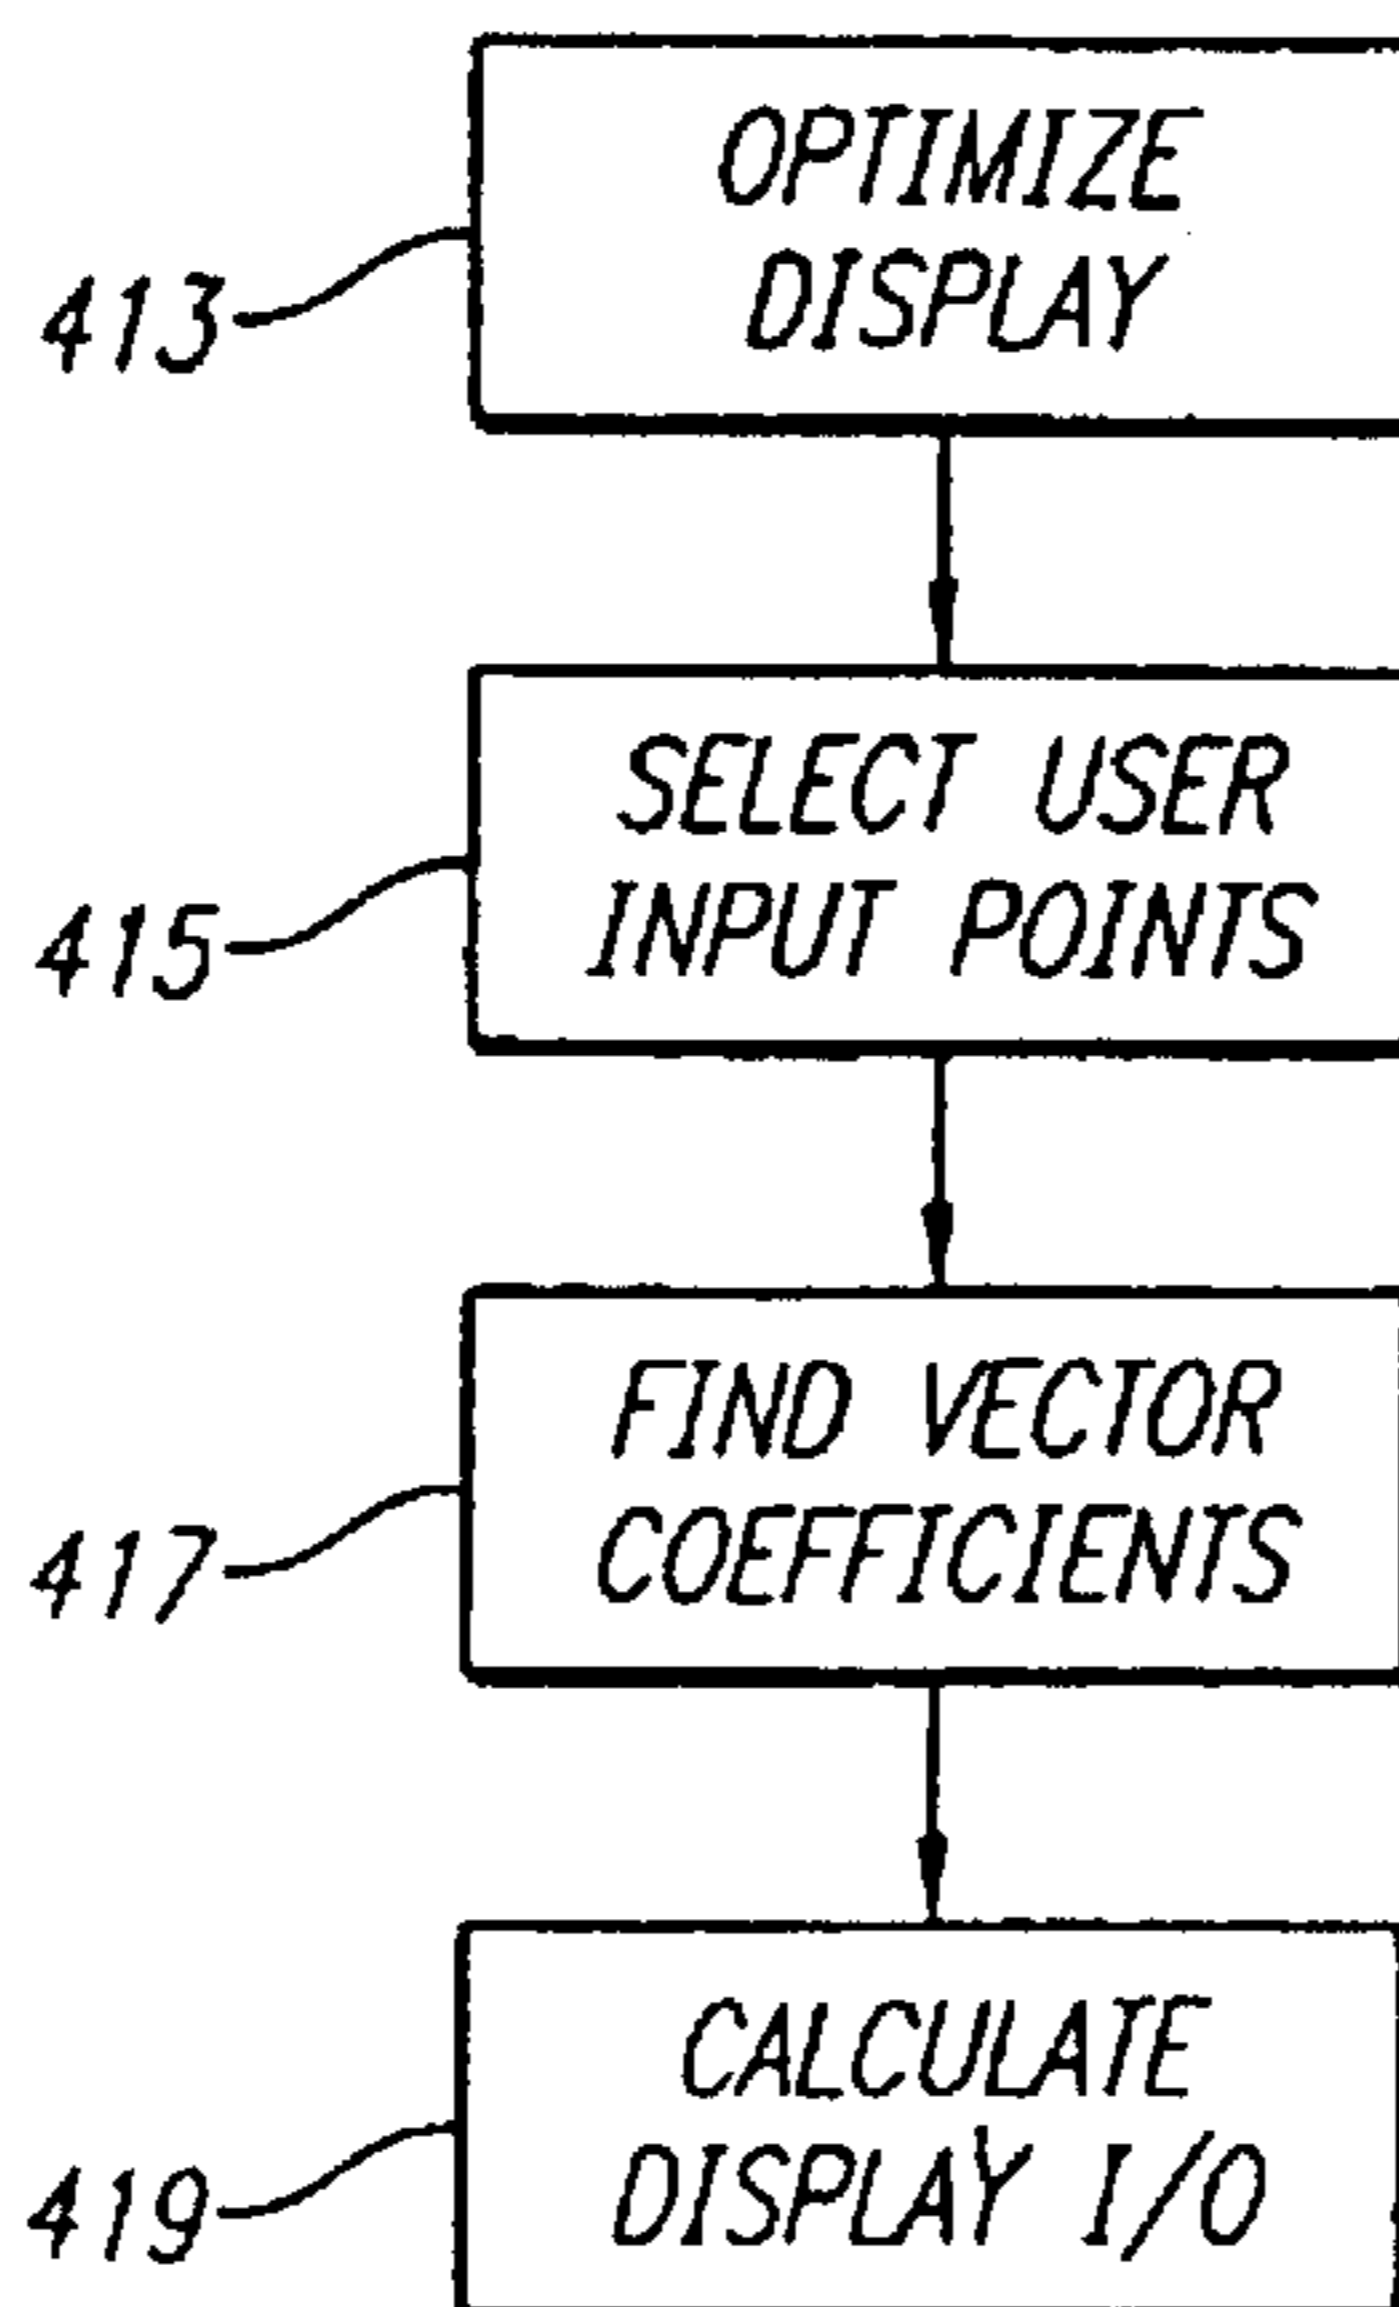 OPTIMIZE
DISPLAY
413
SELECT USER
INPUT POINTS
415
FIND VECTOR
COEFFICIENTS
417
CALCULATE
DISPLAY I/O
419